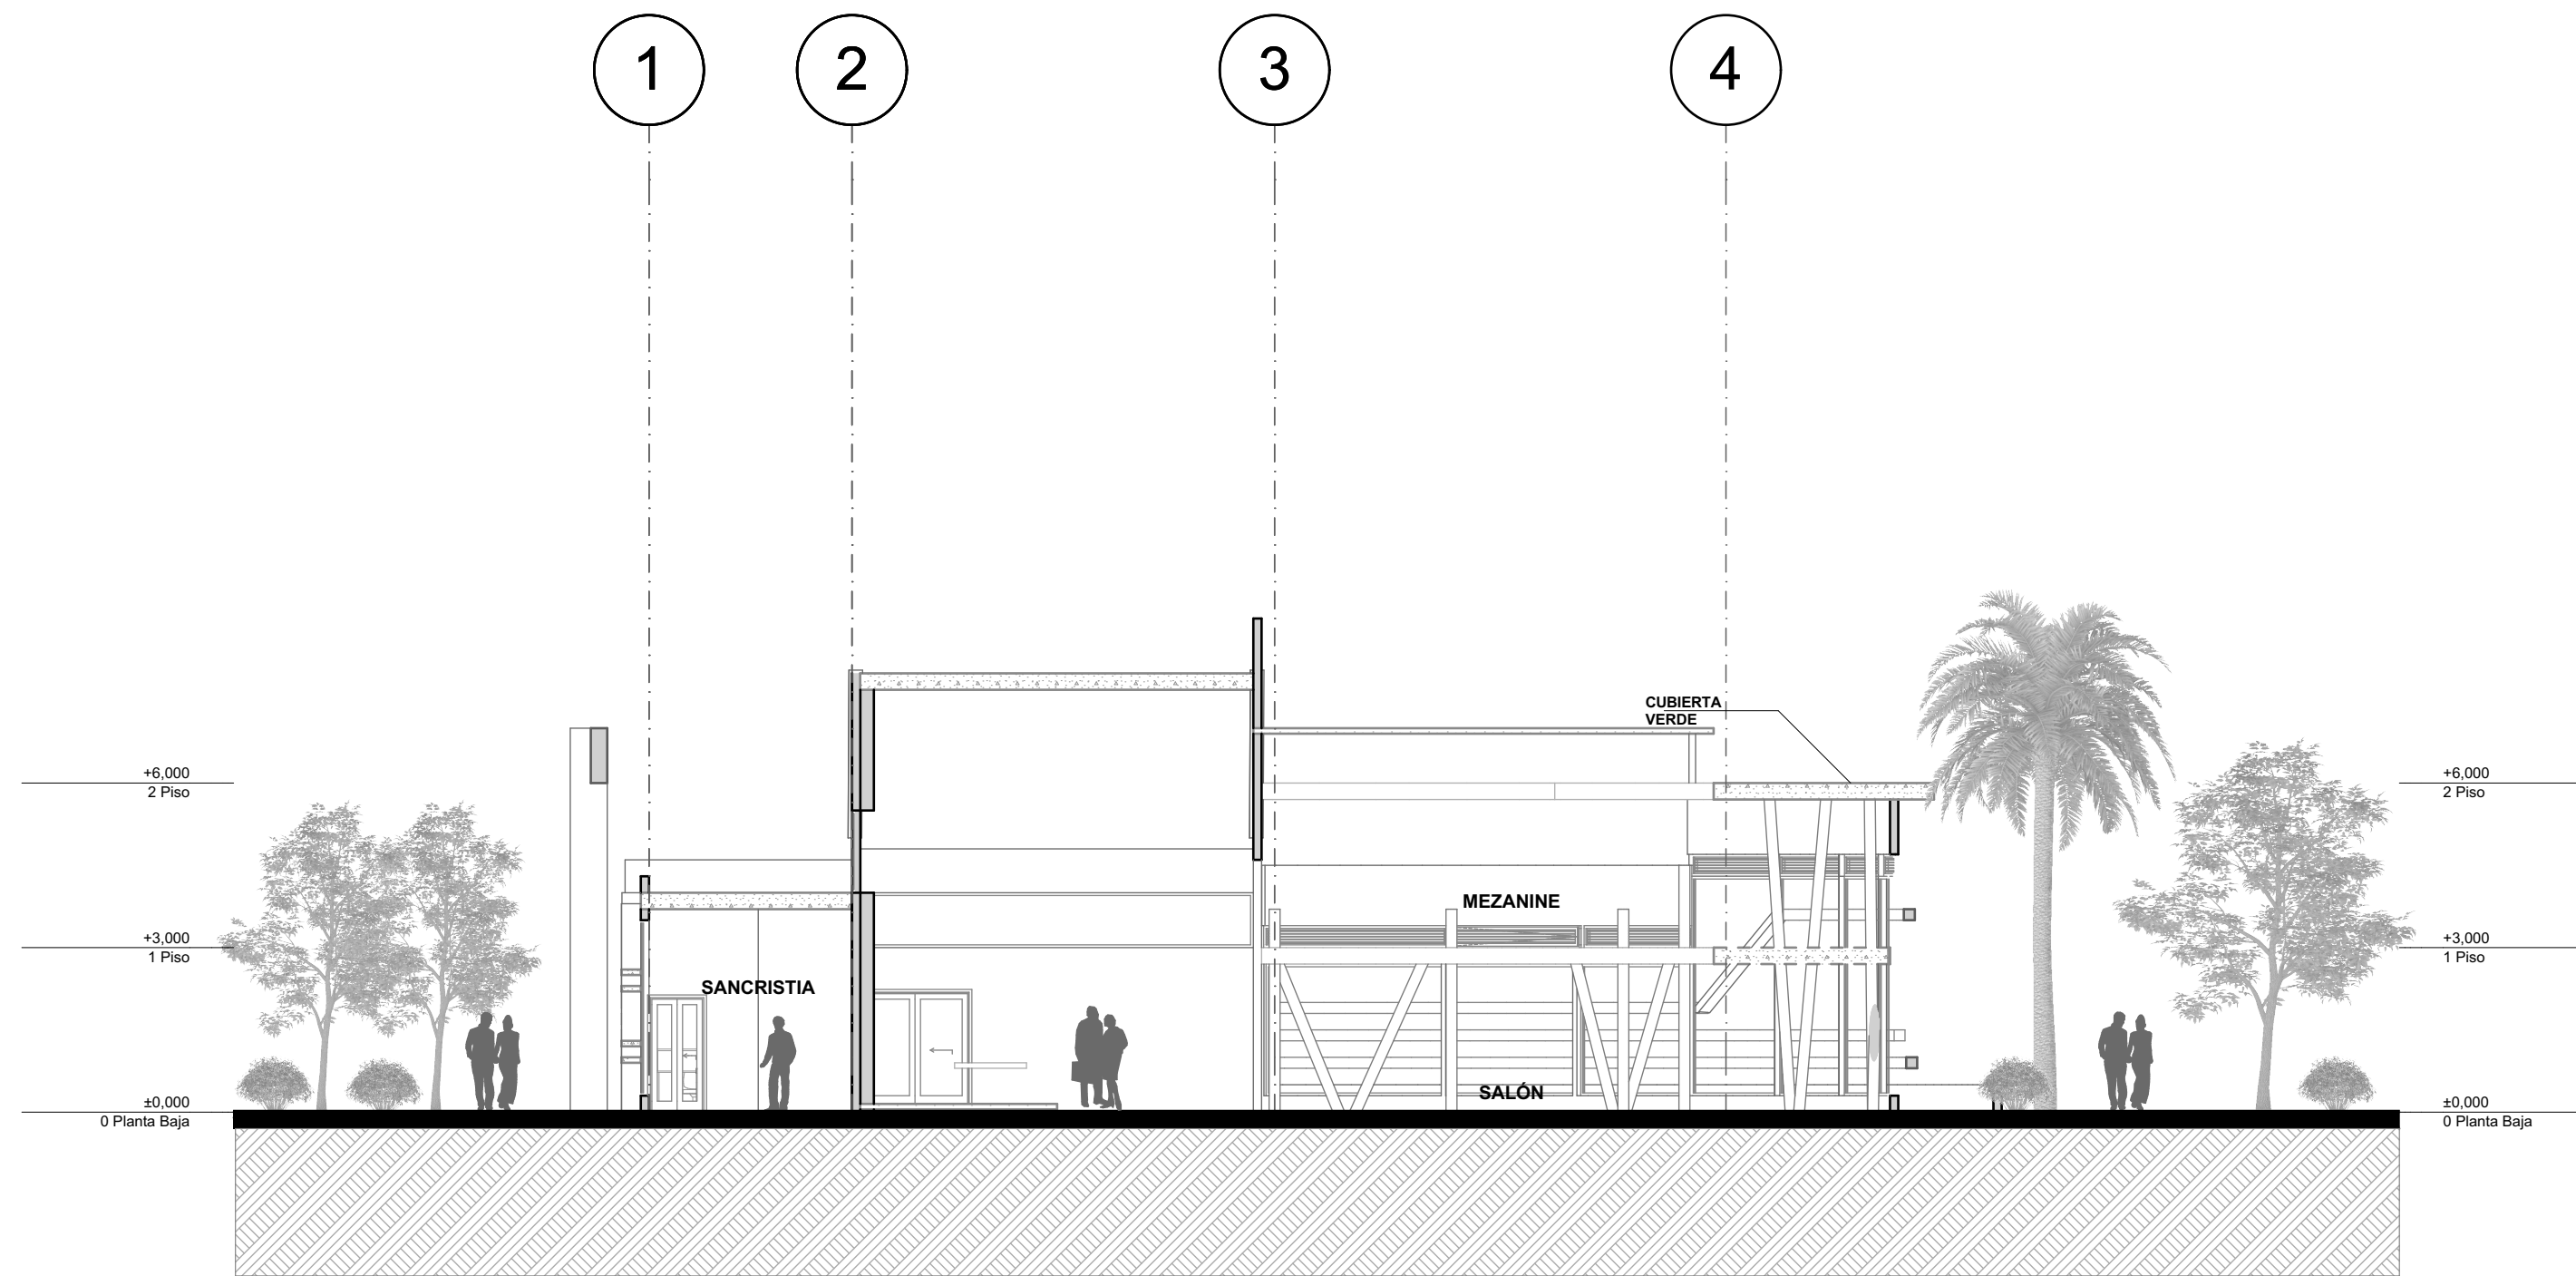 1
2
3
4
CUBIERTA
VERDE
+6,000
2 Piso
+6,000
2 Piso
MEZANINE
+3,000
1 Piso
+3,000
1 Piso
SANCRISTIA
SALÓN
±0,000
0 Planta Baja
±0,000
0 Planta Baja